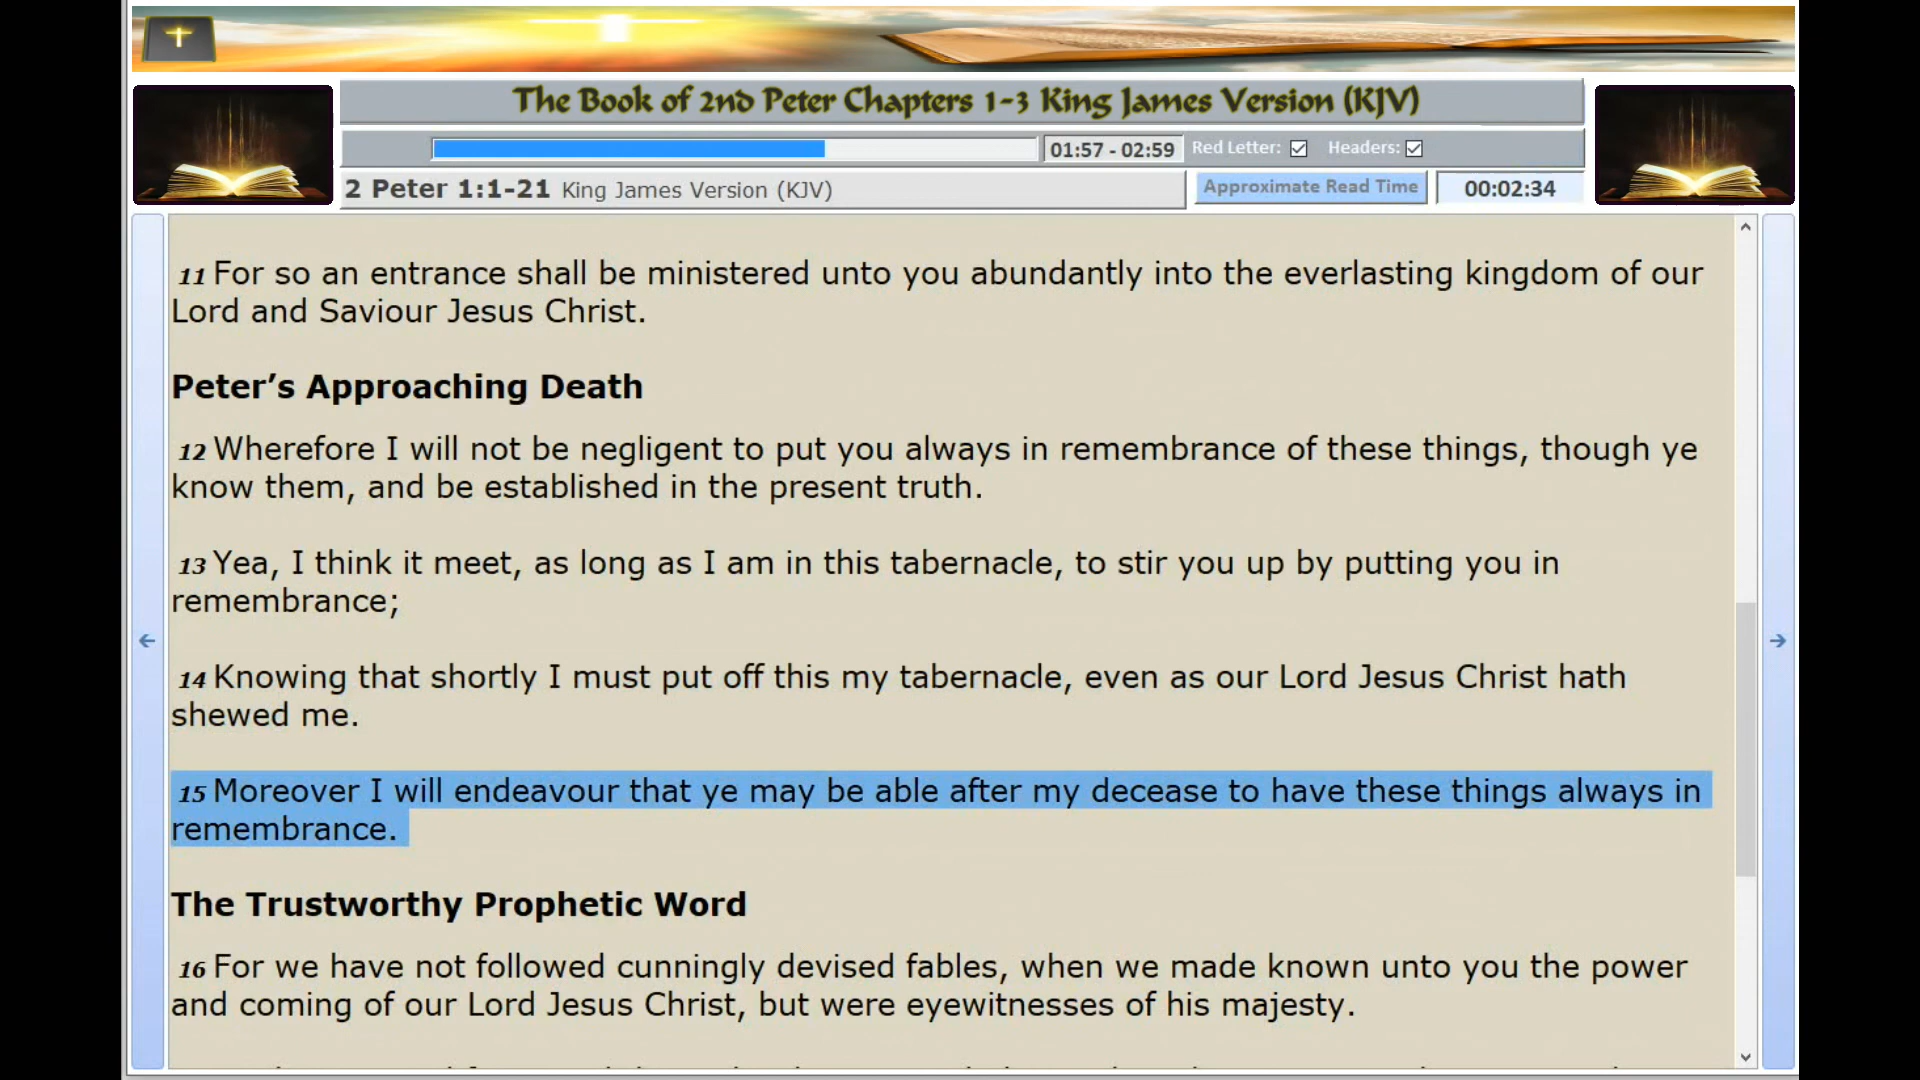 The Book of 2nd Peter Chapters 1-3 King James Version (KJV)
01:57 - 02:59 Red Letter: Headers:
2 Peter 1:1-21 King James Version (KJV) Approximate Read Time 00:02:34
11 For so an entrance shall be ministered unto you abundantly into the everlasting kingdom of our
Lord and Saviour Jesus Christ.
Peter’s Approaching Death
12 Wherefore I will not be negligent to put you always in remembrance of these things, though ye
know them, and be established in the present truth.
13 Yea, I think it meet, as long as I am in this tabernacle, to stir you up by putting you in
remembrance;
14 Knowing that shortly I must put off this my tabernacle, even as our Lord Jesus Christ hath
shewed me.
15 Moreover I will endeavour that ye may be able after my decease to have these things always in
remembrance.
The Trustworthy Prophetic Word
16 For we have not followed cunningly devised fables, when we made known unto you the power
and coming of our Lord Jesus Christ, but were eyewitnesses of his majesty.